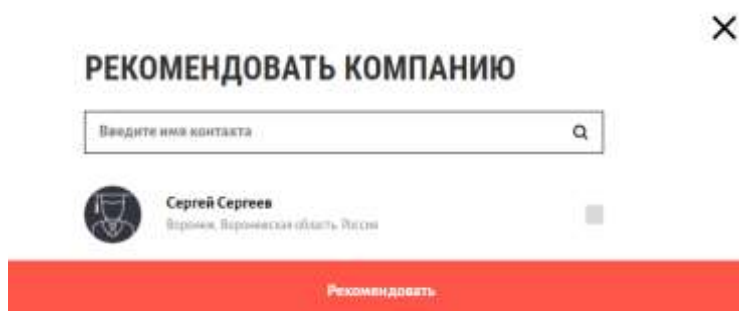 РЕКОМЕНДОВАТЬ КОМПАНИЮ
Введите имя контакта
Сергей Сергеев
Воронеж, Воронежская область, Россия
Рекомендовать